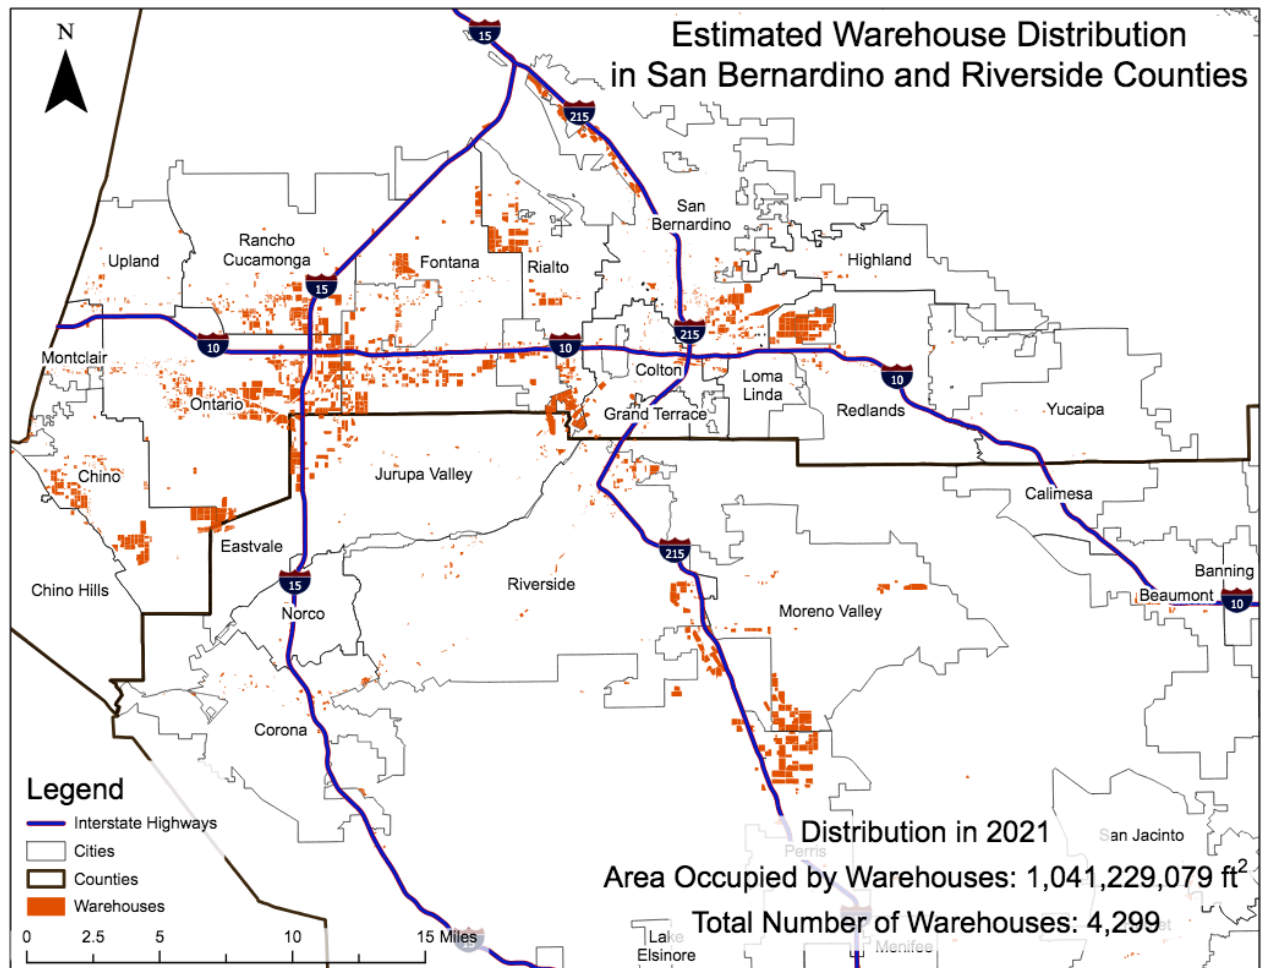 N
15
Estimated Warehouse Distribution
in San Bernardino and Riverside Counties
215
San
Bernardino
Rancho
Cucamonga
Upland
Fontana
Rialto
Highland
15
10
10
215
Montclair
Colton
Loma
Linda
10
Ontario
Grand Terrace
Redlands
Yucaipa
Chino
Jurupa Valley
Calimesa
Eastvale
215
Banning
Chino Hills
15
Riverside
Beaumont
10
Norco
Moreno Valley
Corona
Legend
Interstate Highways
Cities
Counties
Warehouses
0 2.5 5 10 15 Miles
15
Distribution in 2021
San Jacinto
Perris
Area Occupied by Warehouses: 1,041,229,079 ft²
Total Number of Warehouses: 4,299
Lake
Elsinore
Menifee